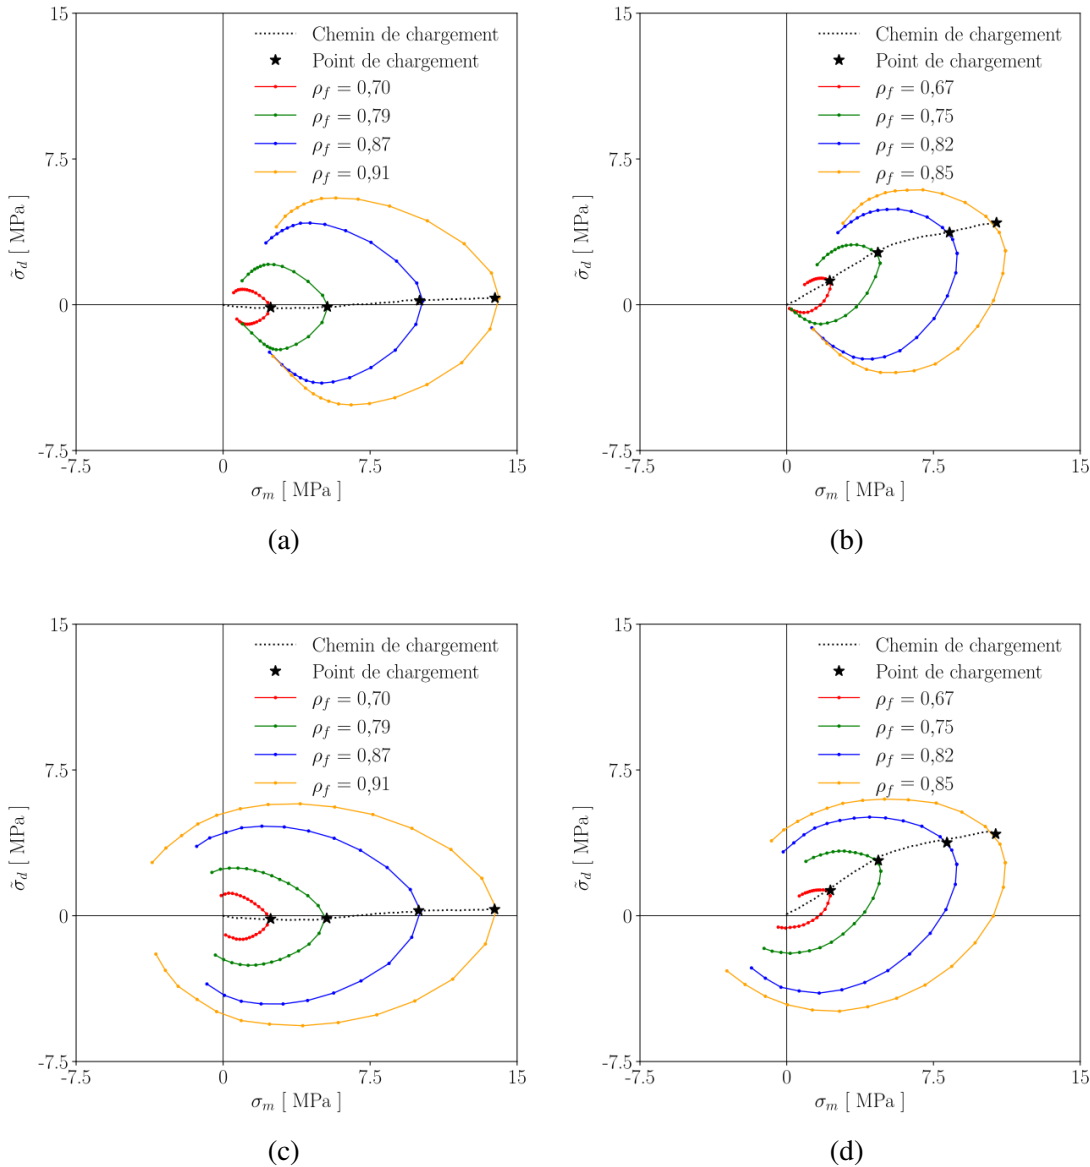 15
7.5
0
-7.5
-7.5
0
7.5
15
σ̃_d [ MPa ]
σ_m [ MPa ]
Chemin de chargement
Point de chargement
ρ_f = 0,70
ρ_f = 0,79
ρ_f = 0,87
ρ_f = 0,91
(a)
15
7.5
0
-7.5
-7.5
0
7.5
15
σ̃_d [ MPa ]
σ_m [ MPa ]
Chemin de chargement
Point de chargement
ρ_f = 0,67
ρ_f = 0,75
ρ_f = 0,82
ρ_f = 0,85
(b)
15
7.5
0
-7.5
-7.5
0
7.5
15
σ̃_d [ MPa ]
σ_m [ MPa ]
Chemin de chargement
Point de chargement
ρ_f = 0,70
ρ_f = 0,79
ρ_f = 0,87
ρ_f = 0,91
(c)
15
7.5
0
-7.5
-7.5
0
7.5
15
σ̃_d [ MPa ]
σ_m [ MPa ]
Chemin de chargement
Point de chargement
ρ_f = 0,67
ρ_f = 0,75
ρ_f = 0,82
ρ_f = 0,85
(d)